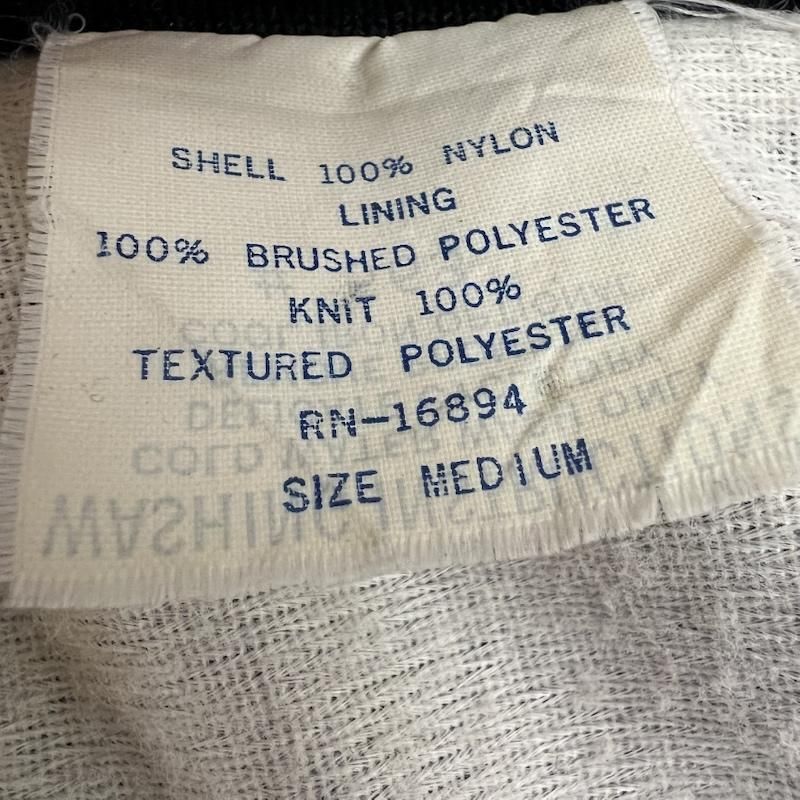 SHELL 100% NYLON
LINING
100% BRUSHED POLYESTER
KNIT 100%
TEXTURED POLYESTER
RN-16894
SIZE MEDIUM